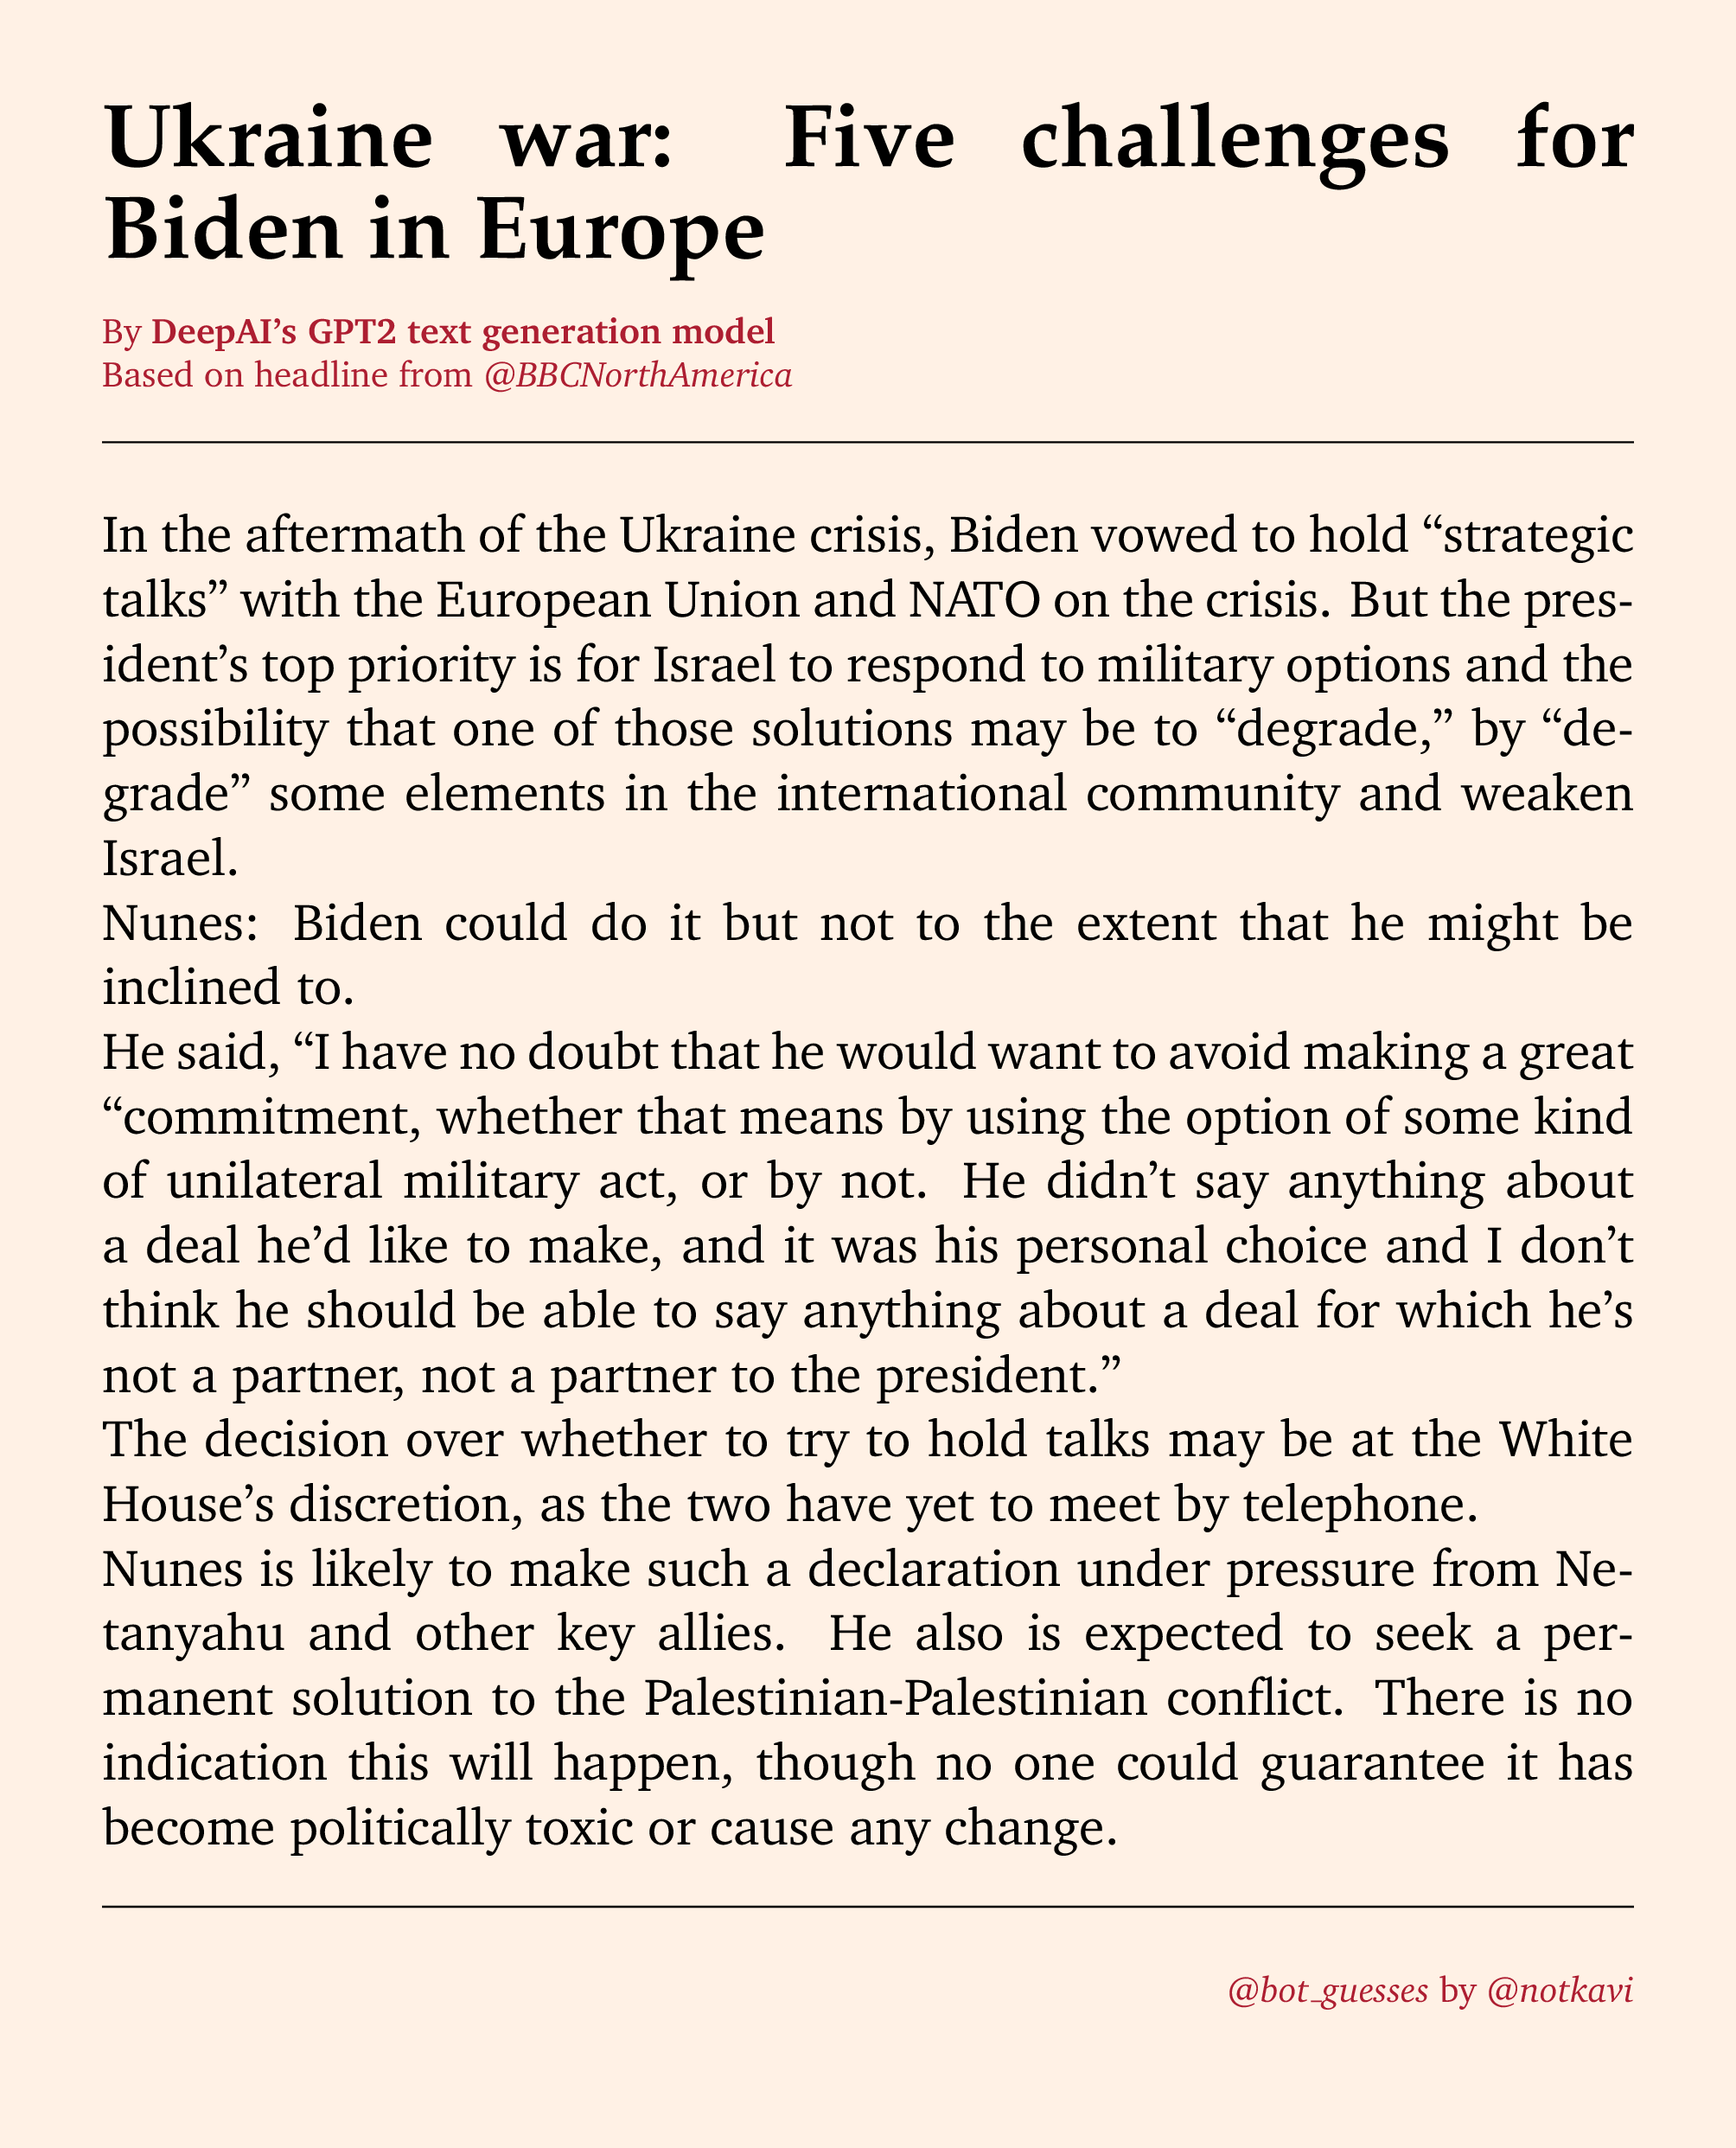 Ukraine war: Five challenges for
Biden in Europe
By DeepAI’s GPT2 text generation model
Based on headline from @BBCNorthAmerica
In the aftermath of the Ukraine crisis, Biden vowed to hold “strategic
talks” with the European Union and NATO on the crisis. But the pres-
ident’s top priority is for Israel to respond to military options and the
possibility that one of those solutions may be to “degrade,” by “de-
grade” some elements in the international community and weaken
Israel.
Nunes: Biden could do it but not to the extent that he might be
inclined to.
He said, “I have no doubt that he would want to avoid making a great
“commitment, whether that means by using the option of some kind
of unilateral military act, or by not. He didn’t say anything about
a deal he’d like to make, and it was his personal choice and I don’t
think he should be able to say anything about a deal for which he’s
not a partner, not a partner to the president.”
The decision over whether to try to hold talks may be at the White
House’s discretion, as the two have yet to meet by telephone.
Nunes is likely to make such a declaration under pressure from Ne-
tanyahu and other key allies. He also is expected to seek a per-
manent solution to the Palestinian-Palestinian conflict. There is no
indication this will happen, though no one could guarantee it has
become politically toxic or cause any change.
@bot_guesses by @notkavi